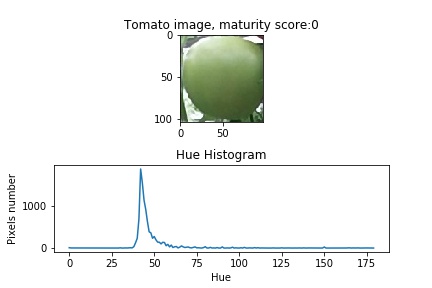 Tomato image, maturity score:0
0
50
100
0 50
Hue Histogram
Pixels number
1000
0
0 25 50 75 100 125 150 175
Hue